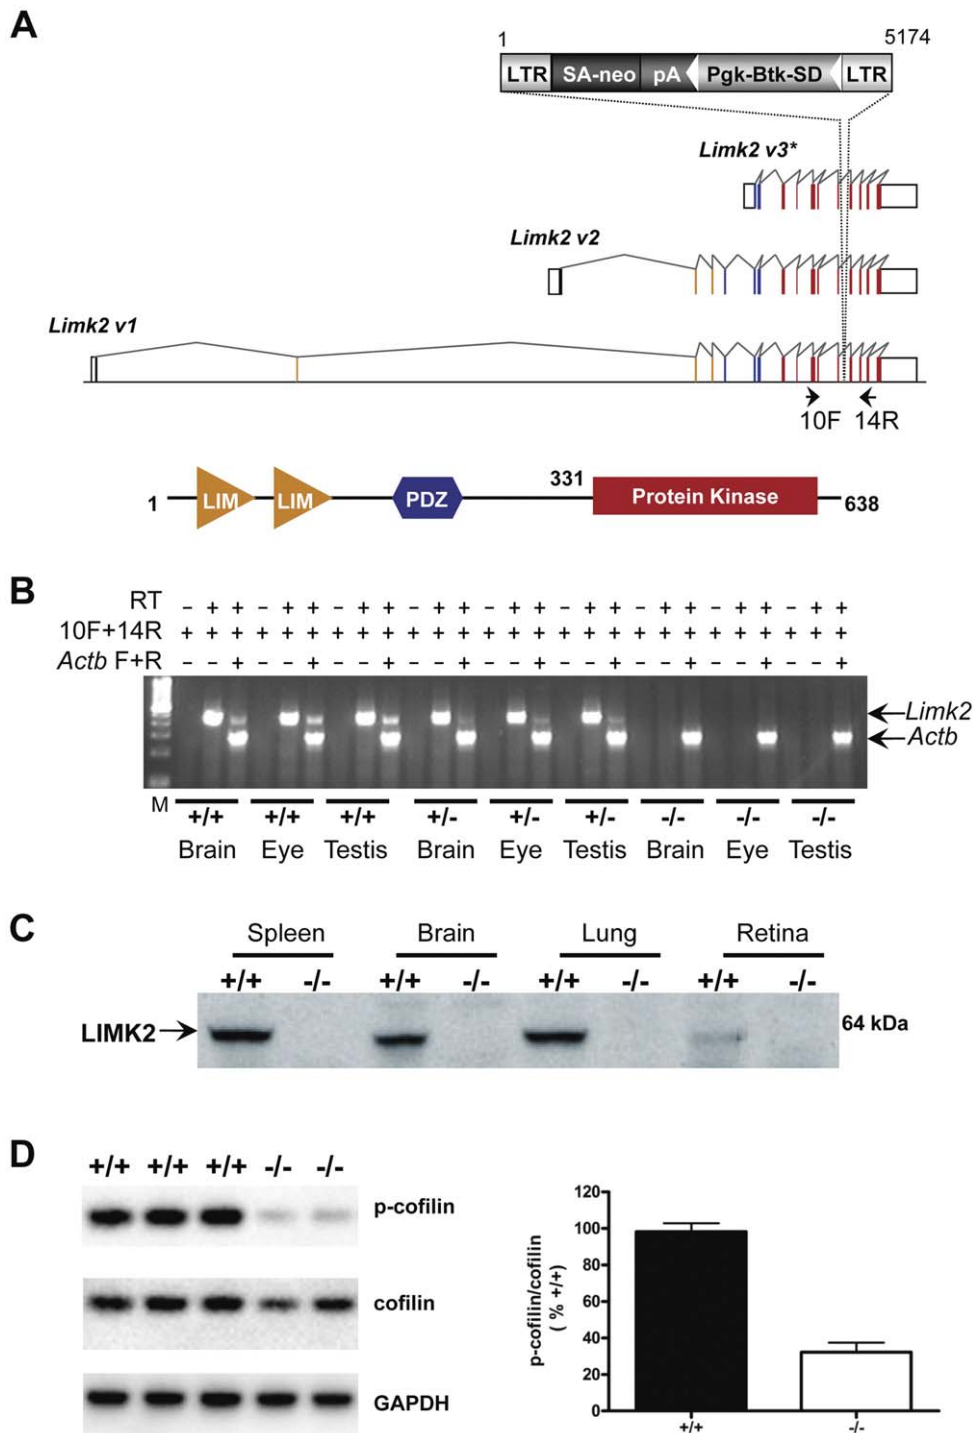 A
1 5174
LTR SA-neo pA Pgk-Btk-SD LTR
Limk2 v3*
Limk2 v2
Limk2 v1
10F 14R
1 LIM LIM PDZ 331 Protein Kinase 638
B
RT - + + - + + - + + - + + - + + - + + - + + - + + - + +
10F+14R + + + + + + + + + + + + + + + + + + + + + + + + + + +
Actb F+R - - + - - + - - + - - + - - + - - + - - + - - + - - +
Limk2
Actb
M
+/+ +/+ +/+ +/- +/- +/- -/- -/- -/-
Brain Eye Testis Brain Eye Testis Brain Eye Testis
C
Spleen Brain Lung Retina
+/+ -/- +/+ -/- +/+ -/- +/+ -/-
LIMK2 64 kDa
D
+/+ +/+ +/+ -/- -/-
p-cofilin
cofilin
GAPDH
p-cofilin/cofilin
( % +/+)
120
100
80
60
40
20
0
+/+ -/-